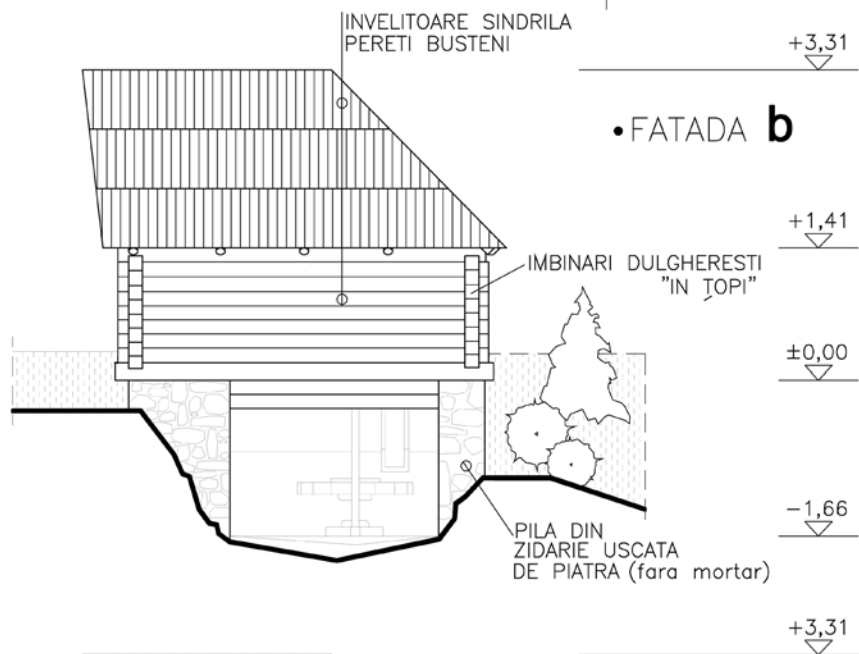 INVELITOARE SINDRILA
PERETI BUSTENI
+3,31
• FATADA b
+1,41
IMBINARI DULGHERESTI
"IN ȚOPI"
±0,00
-1,66
PILA DIN
ZIDARIE USCATA
DE PIATRA (fara mortar)
+3,31